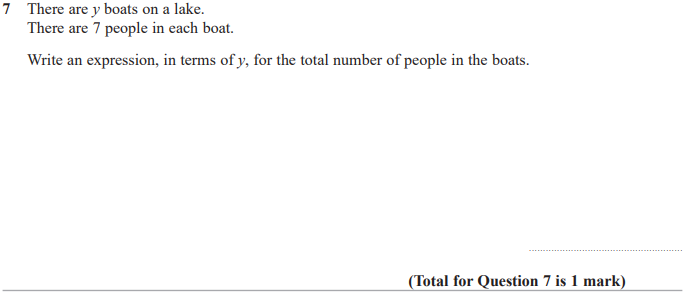 7 There are y boats on a lake.
There are 7 people in each boat.
Write an expression, in terms of y, for the total number of people in the boats.
(Total for Question 7 is 1 mark)